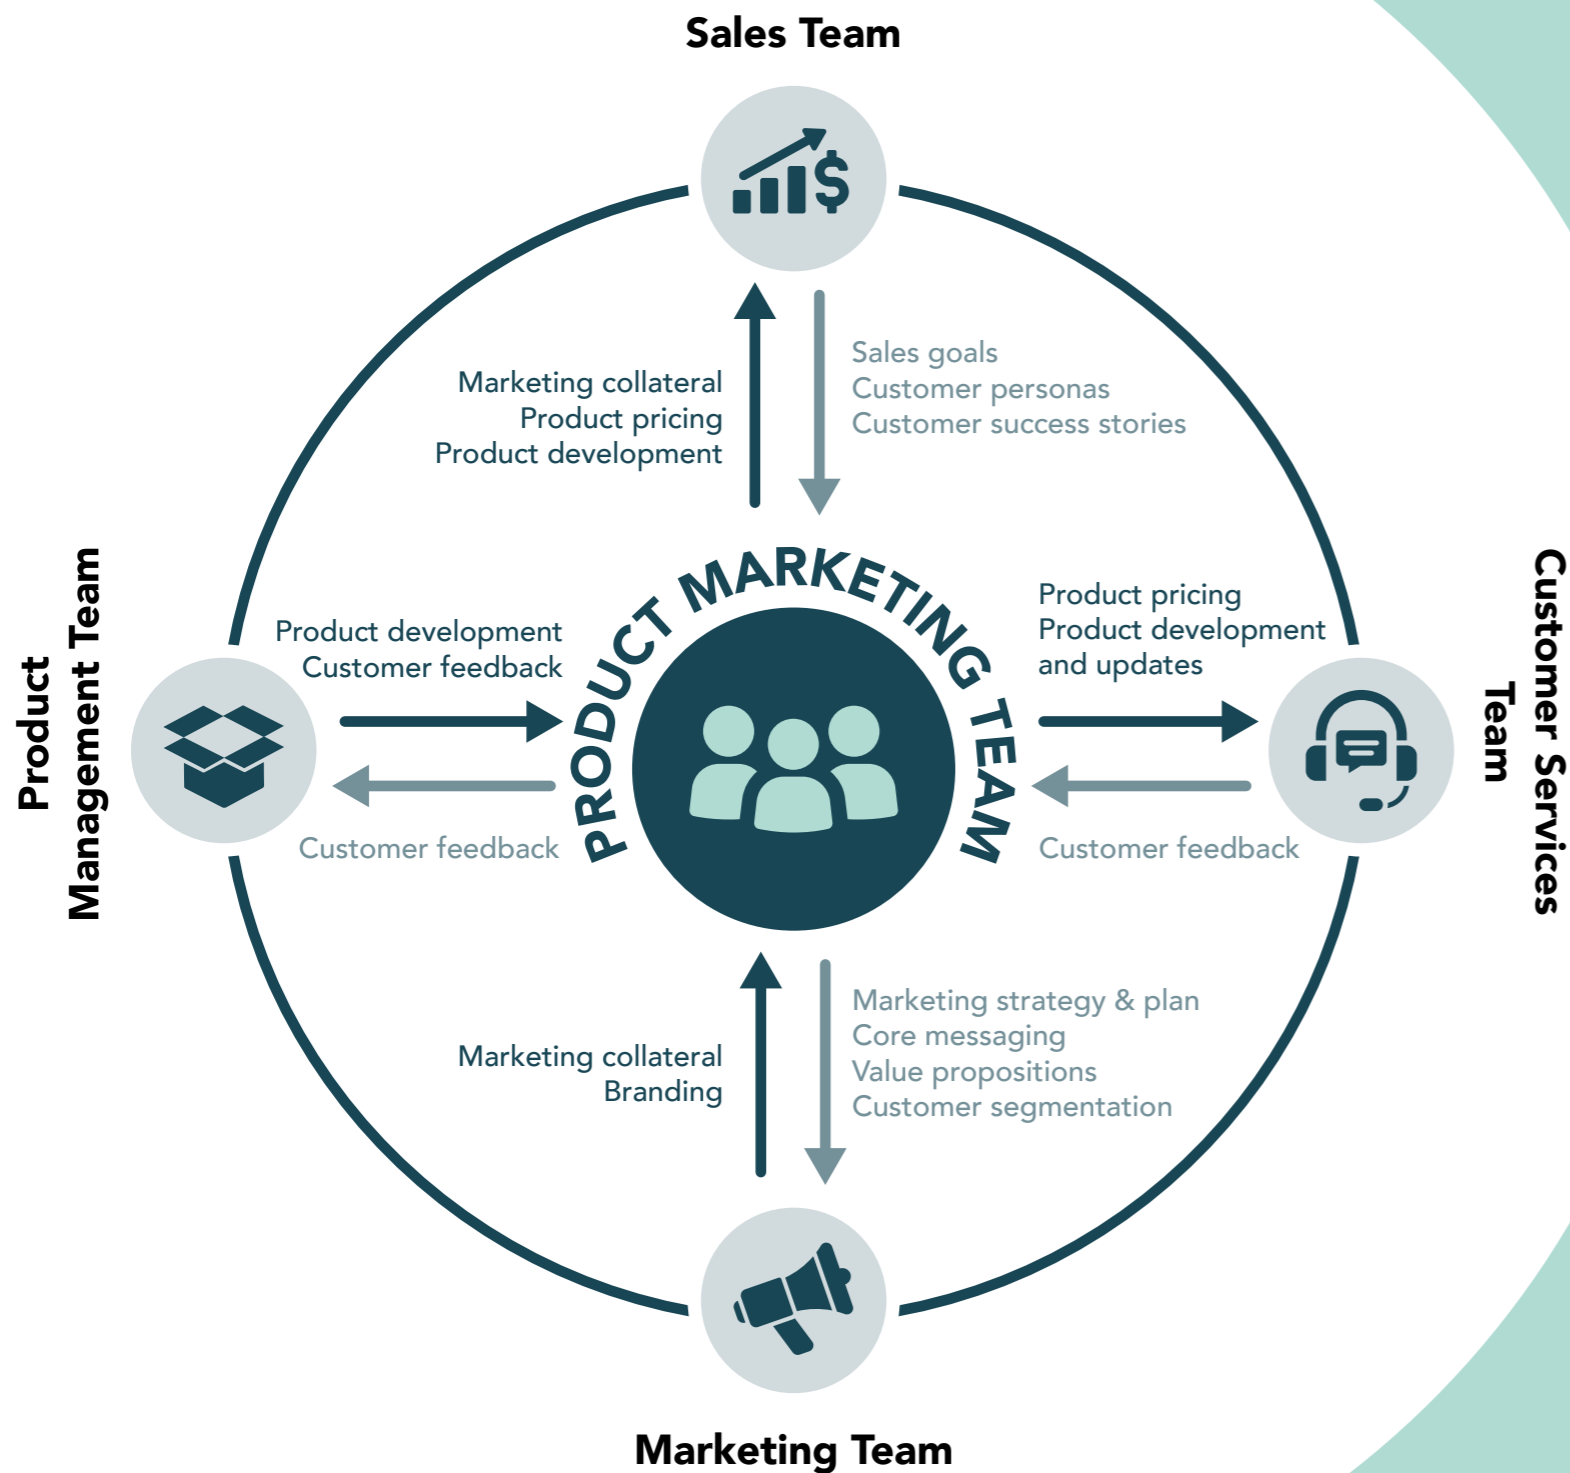 Sales Team
Marketing collateral
Product pricing
Product development
Sales goals
Customer personas
Customer success stories
Product
Management Team
Product development
Customer feedback
Customer feedback
PRODUCT MARKETING TEAM
Product pricing
Product development
and updates
Customer feedback
Customer Services
Team
Marketing collateral
Branding
Marketing strategy & plan
Core messaging
Value propositions
Customer segmentation
Marketing Team
$